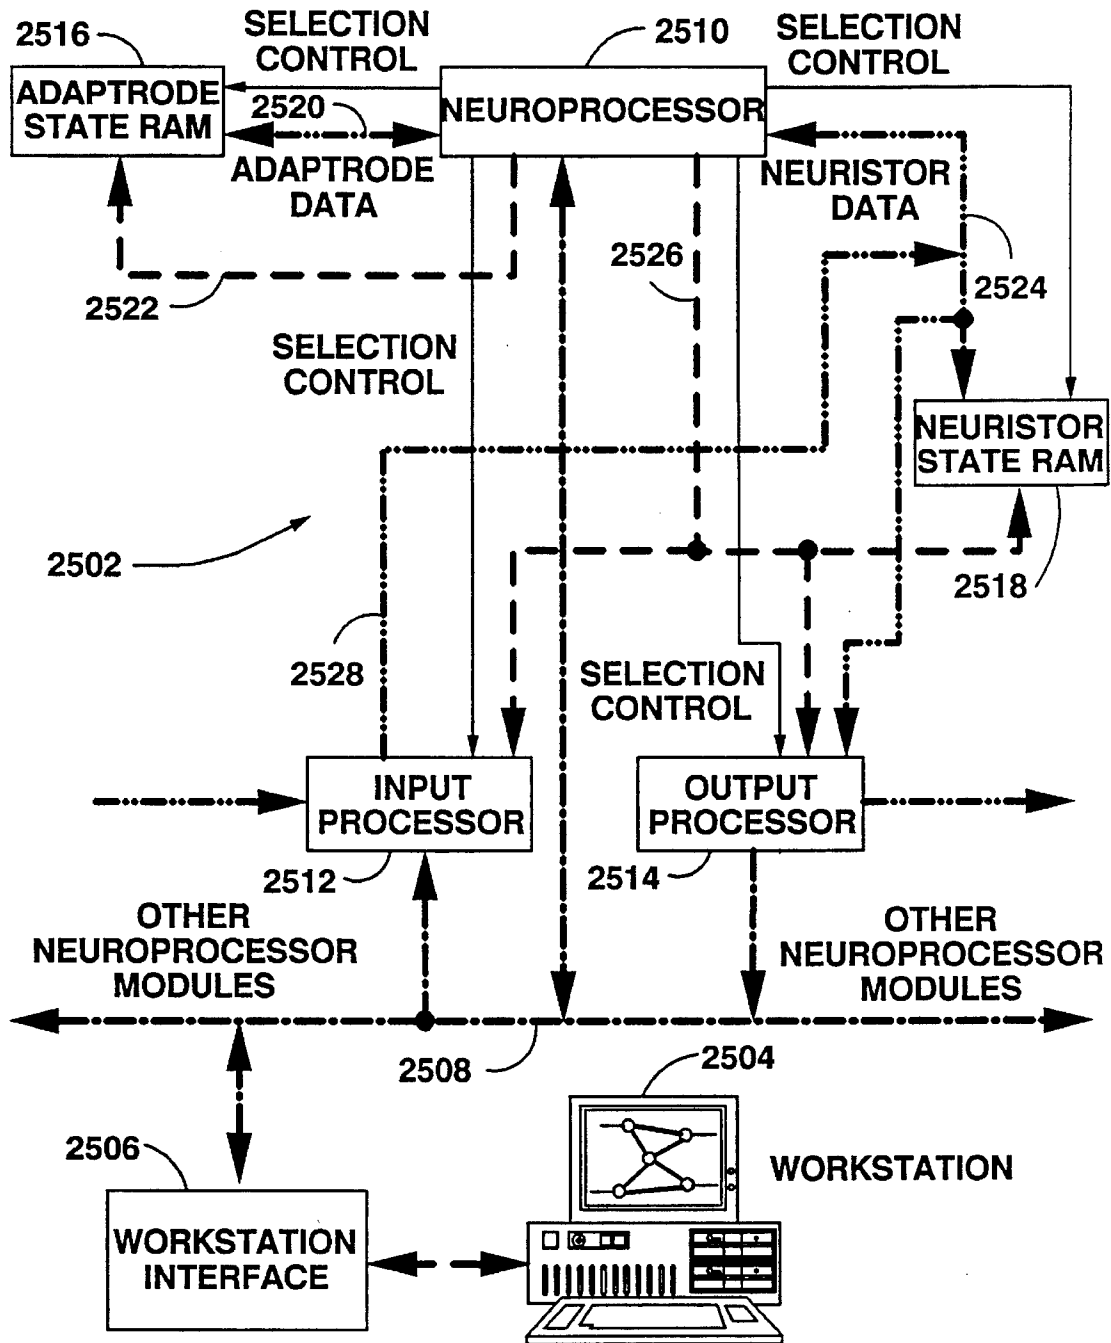 2516
SELECTION
CONTROL
2510
SELECTION
CONTROL
ADAPTRODE
STATE RAM
2520
NEUROPROCESSOR
ADAPTRODE
DATA
NEURISTOR
DATA
2526
2524
2522
SELECTION
CONTROL
NEURISTOR
STATE RAM
2502
2518
2528
SELECTION
CONTROL
INPUT
PROCESSOR
OUTPUT
PROCESSOR
2512
2514
OTHER
NEUROPROCESSOR
MODULES
OTHER
NEUROPROCESSOR
MODULES
2508
2504
2506
WORKSTATION
WORKSTATION
INTERFACE